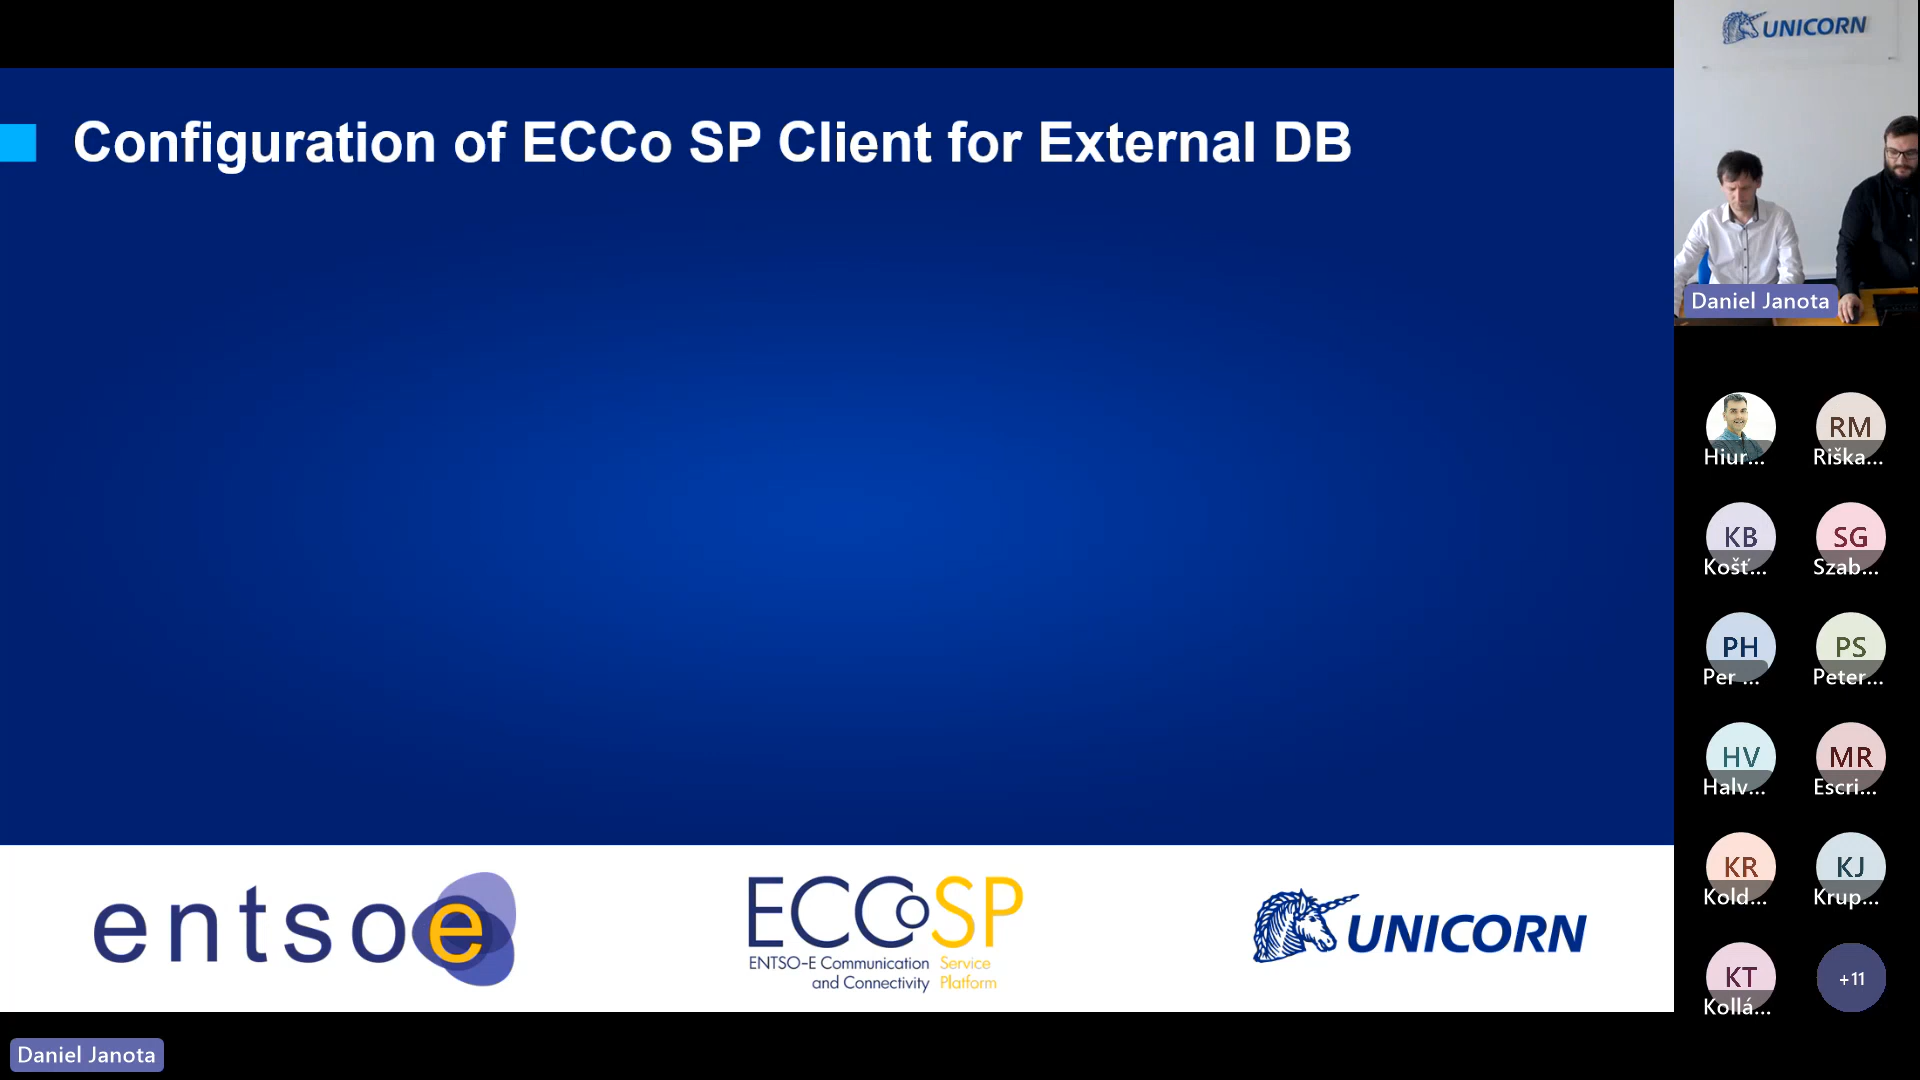 UNICORN
Configuration of ECCo SP Client for External DB
Daniel Janota
Hiur...
RM
Riška...
KB
Košť...
SG
Szab...
PH
Per ...
PS
Peter...
HV
Halv...
MR
Escri...
KR
Kold...
KJ
Krup...
KT
Kollá...
+11
entsoe
ECCoSP
ENTSO-E Communication Service
and Connectivity Platform
UNICORN
Daniel Janota